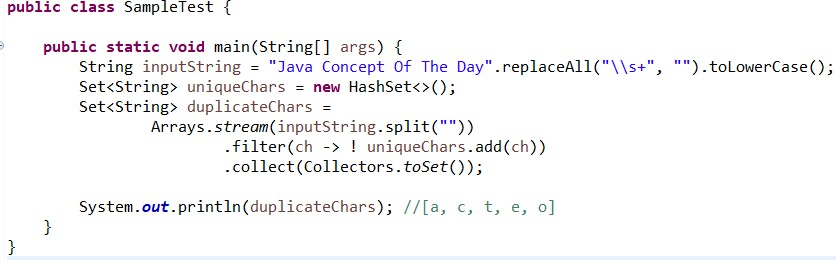 public class SampleTest {
public static void main(String[] args) {
String inputString = "Java Concept Of The Day".replaceAll("\\s+", "").toLowerCase();
Set<String> uniqueChars = new HashSet<>();
Set<String> duplicateChars =
Arrays.stream(inputString.split(""))
.filter(ch -> ! uniqueChars.add(ch))
.collect(Collectors.toSet());
System.out.println(duplicateChars); //[a, c, t, e, o]
}
}